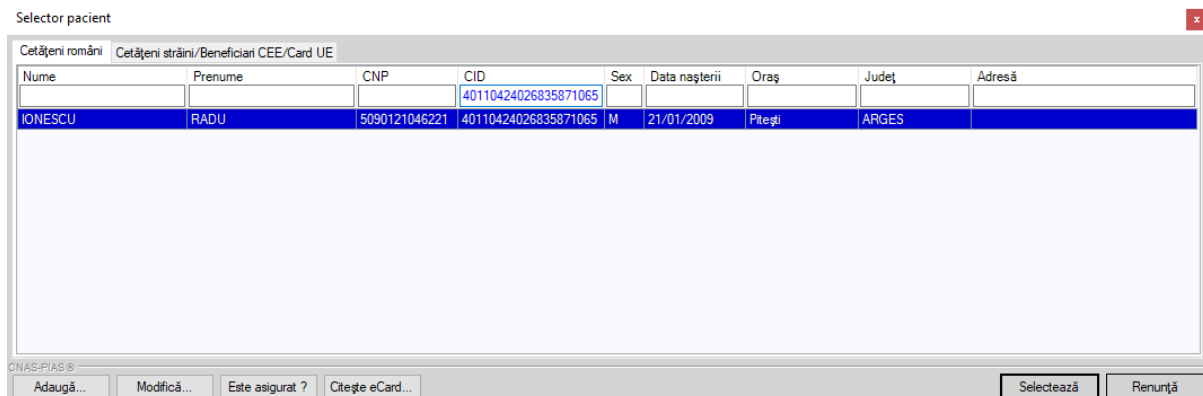 Selector pacient
x
Cetăţeni români Cetăţeni străini/Beneficiari CEE/Card UE
Nume Prenume CNP CID Sex Data naşterii Oraş Judeţ Adresă
40110424026835871065
IONESCU RADU 5090121046221 40110424026835871065 M 21/01/2009 Piteşti ARGES
CNAS-PIAS ®
Adaugă... Modifică... Este asigurat ? Citeşte eCard... Selectează Renunţă